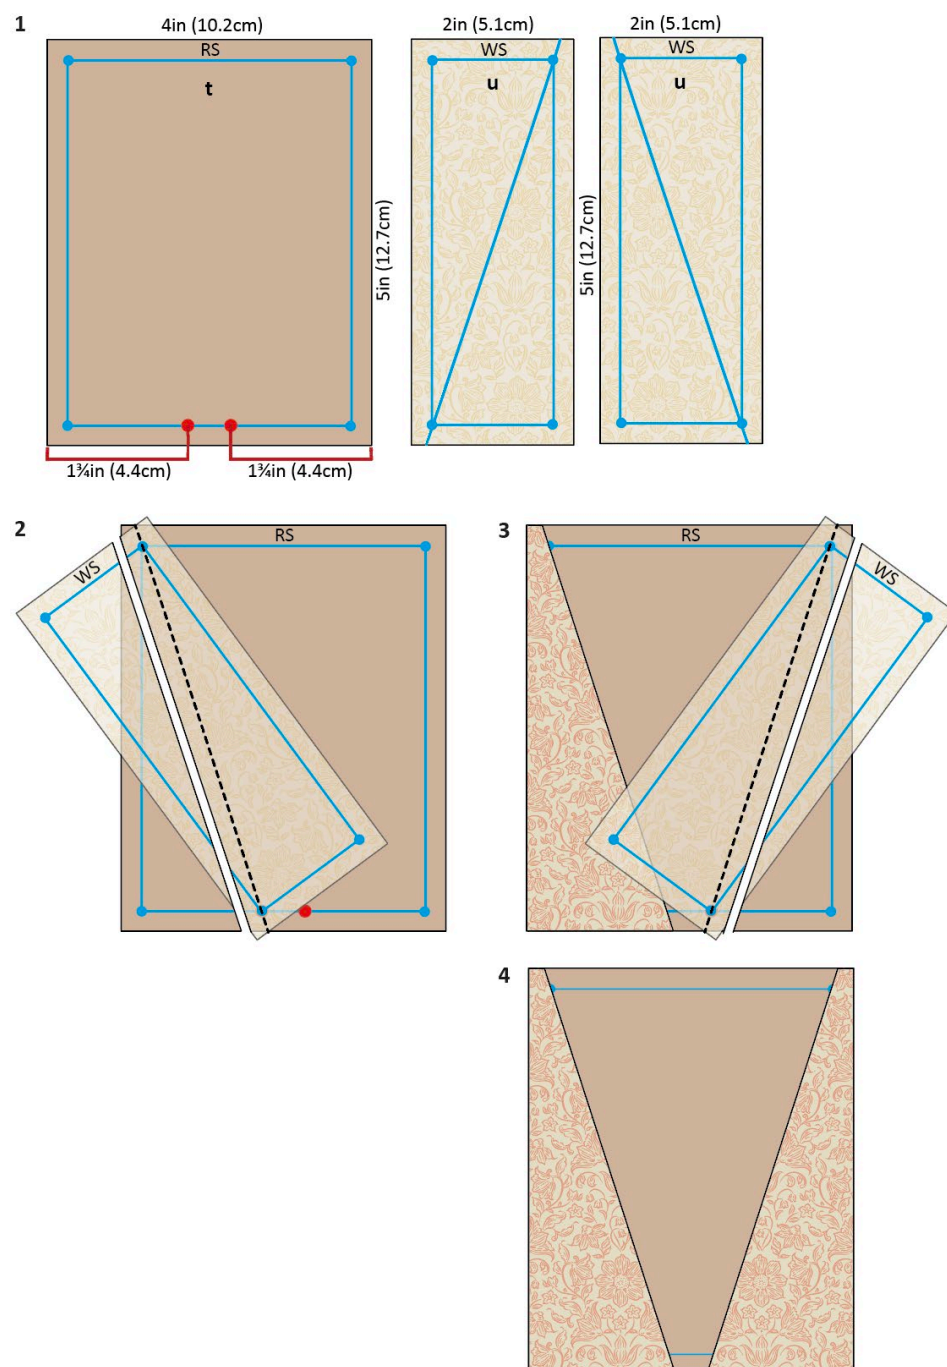 1
4in (10.2cm)
RS
t
5in (12.7cm)
1¾in (4.4cm)
1¾in (4.4cm)
2in (5.1cm)
WS
u
5in (12.7cm)
2in (5.1cm)
WS
u
2
RS
WS
3
RS
WS
4